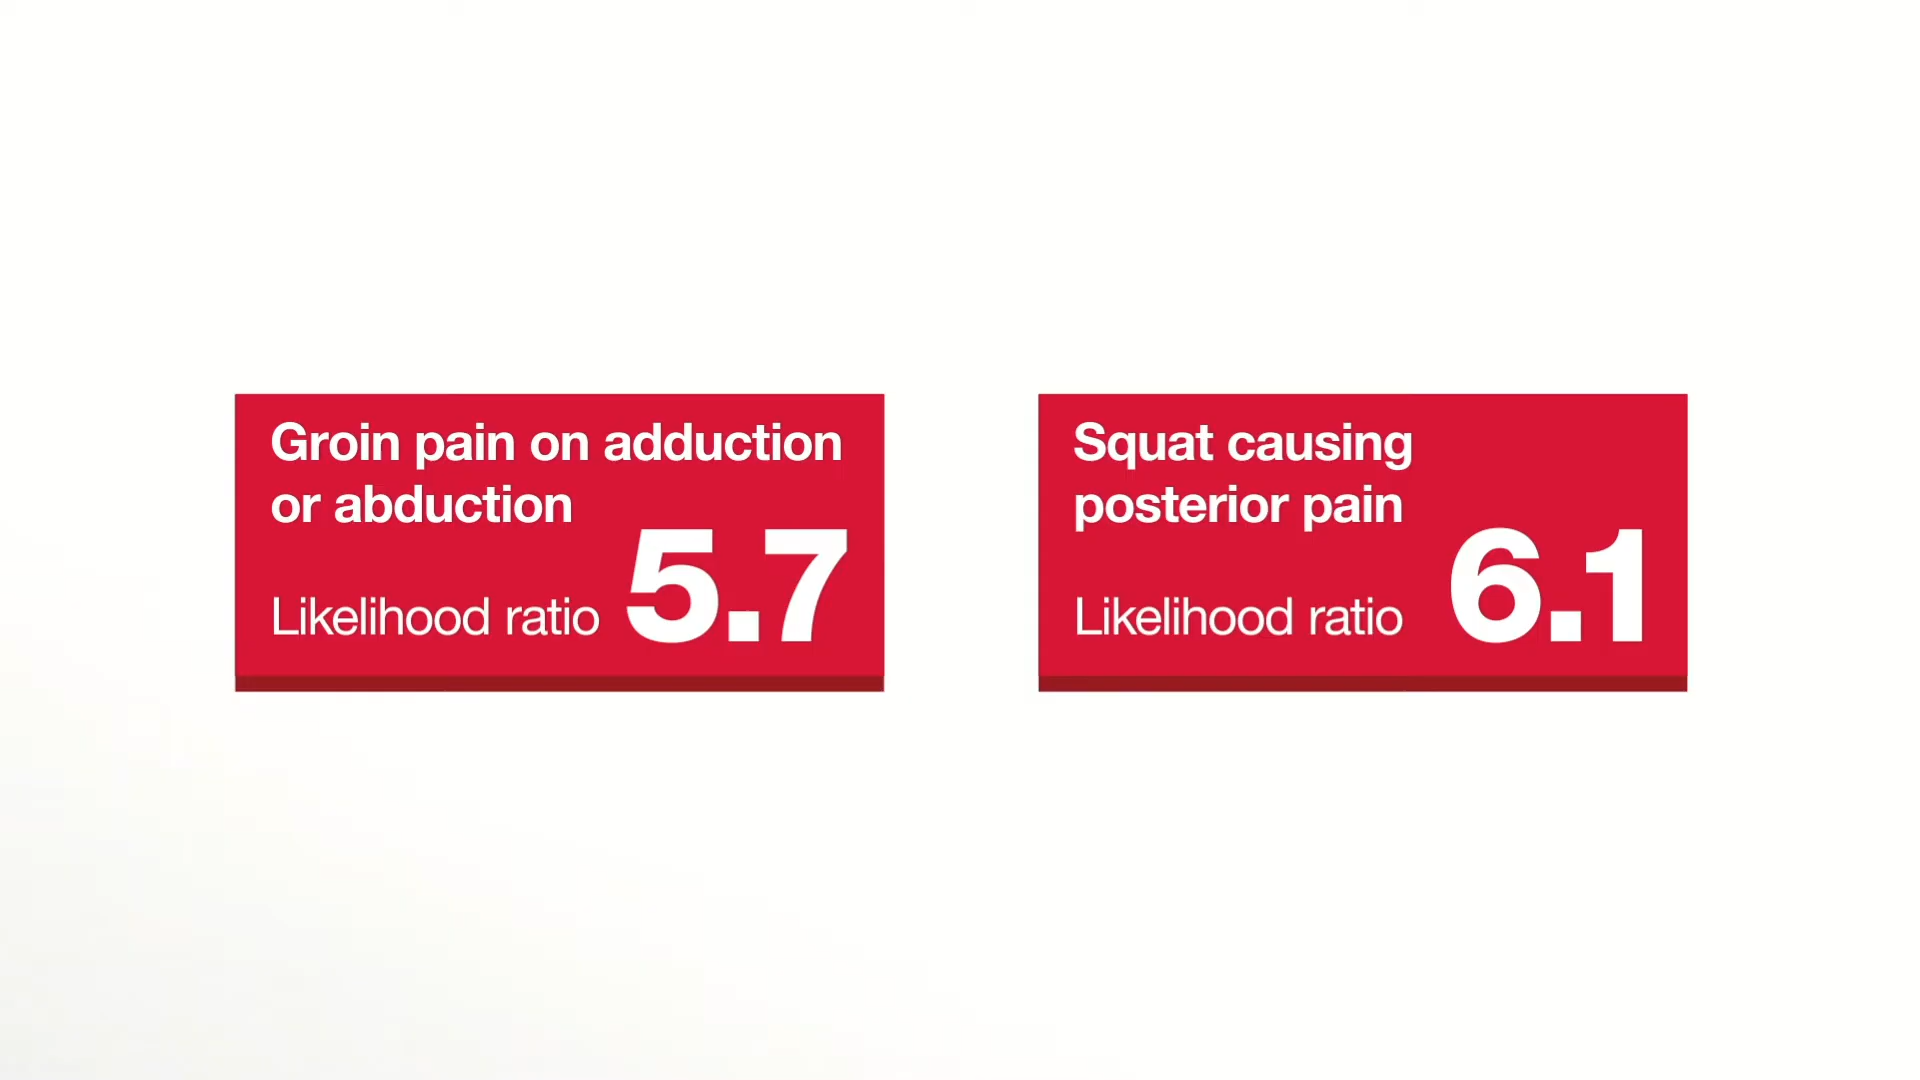 Groin pain on adduction
or abduction
Likelihood ratio 5.7
Squat causing
posterior pain
Likelihood ratio 6.1